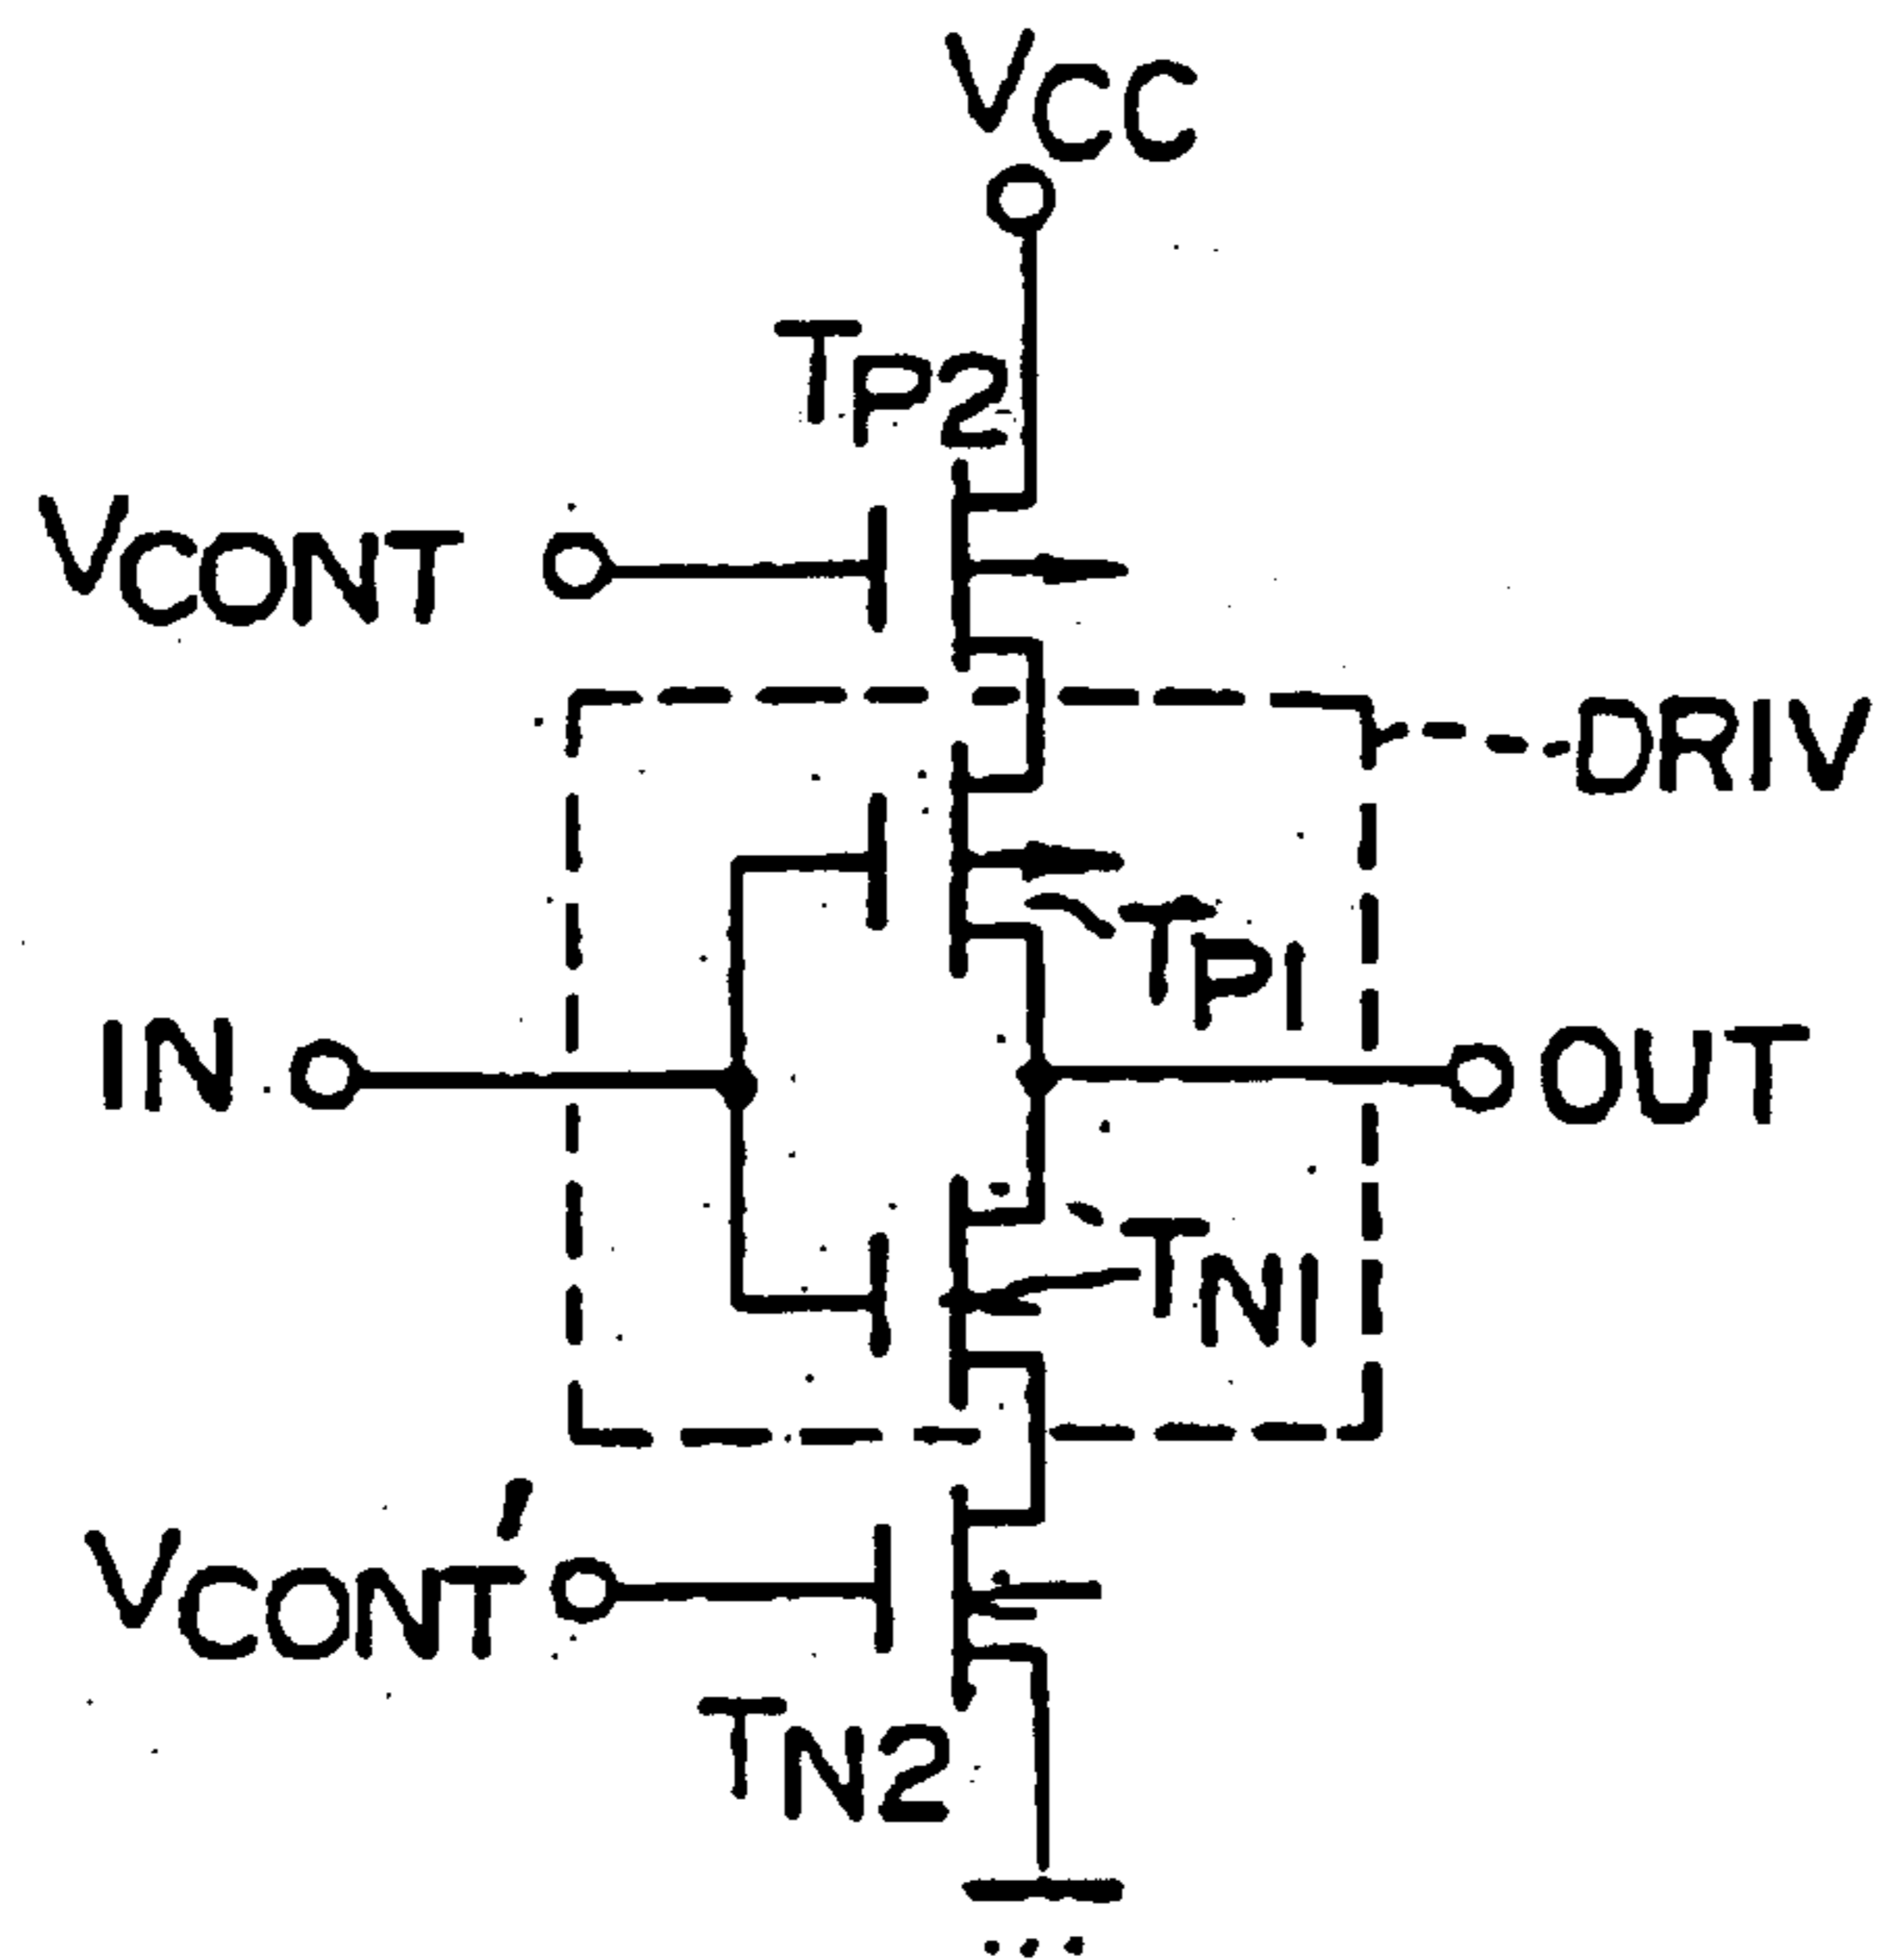 VCC
TP2
VCONT
DRIV
TP1
IN
OUT
TN1
VCONT'
TN2